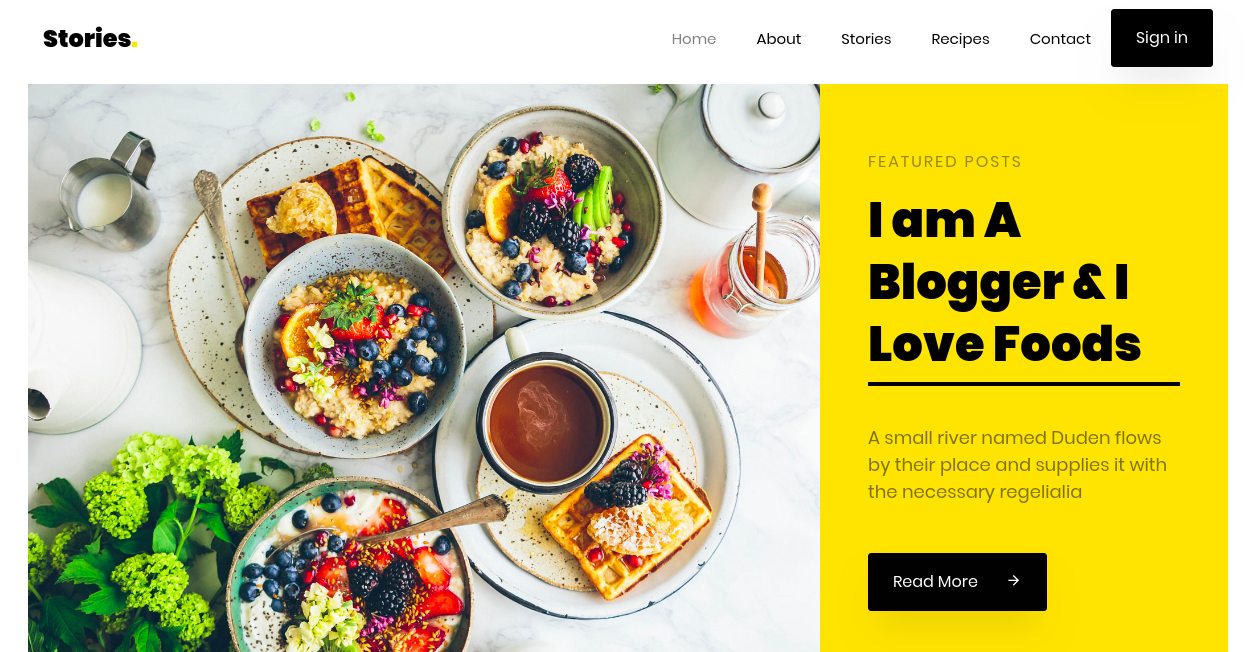 Stories.
Home About Stories Recipes Contact Sign in
FEATURED POSTS
I am A
Blogger & I
Love Foods
A small river named Duden flows
by their place and supplies it with
the necessary regelialia
Read More →